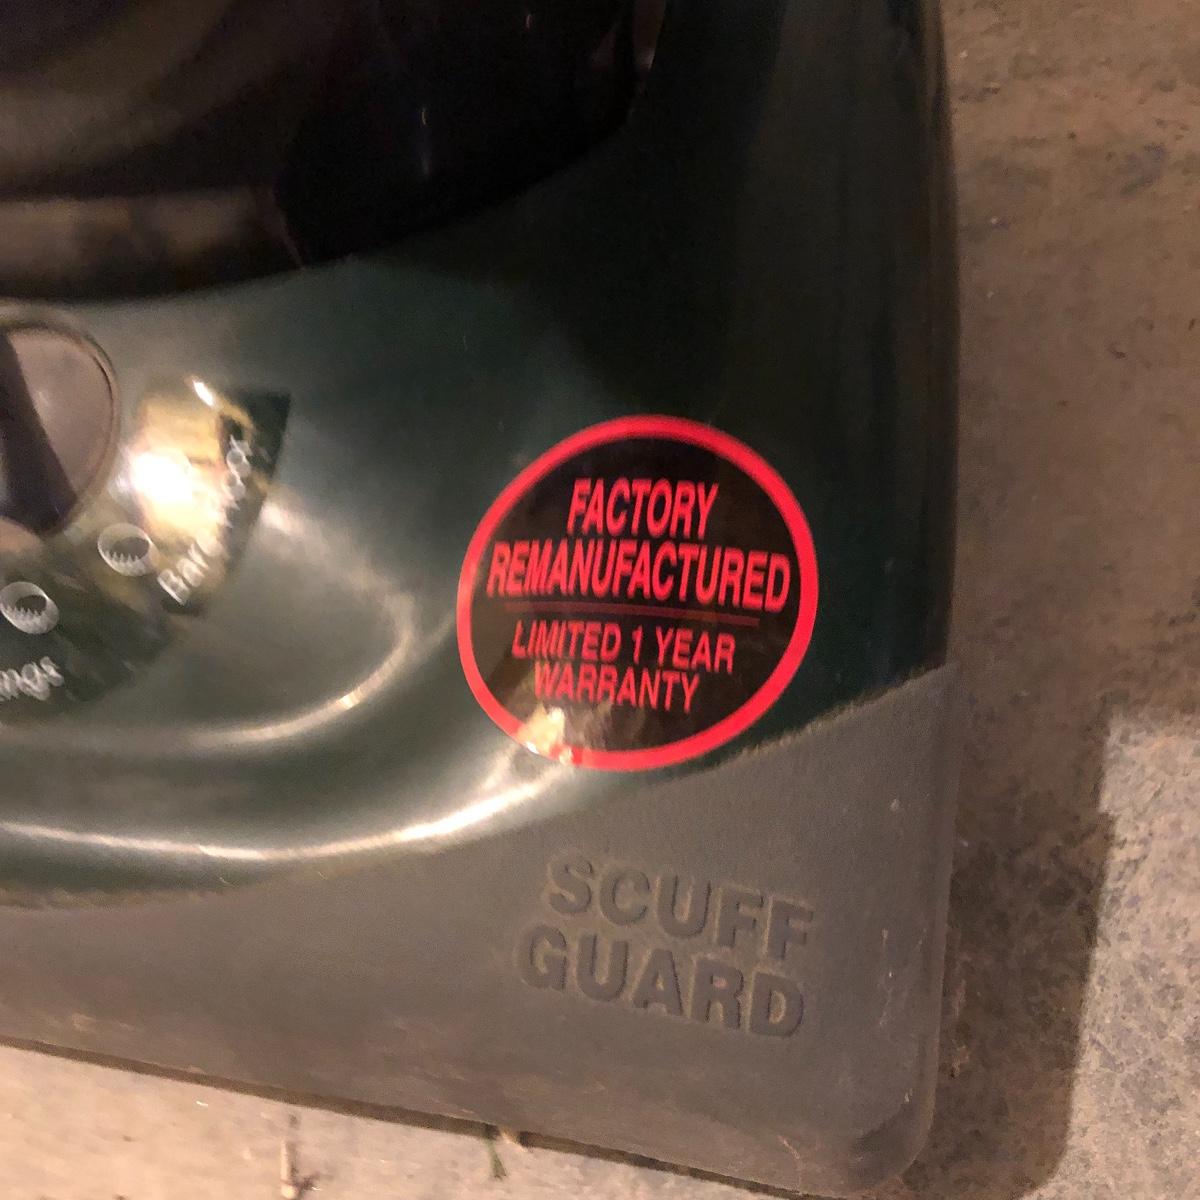 FACTORY
REMANUFACTURED
LIMITED 1 YEAR
WARRANTY
SCUFF
GUARD